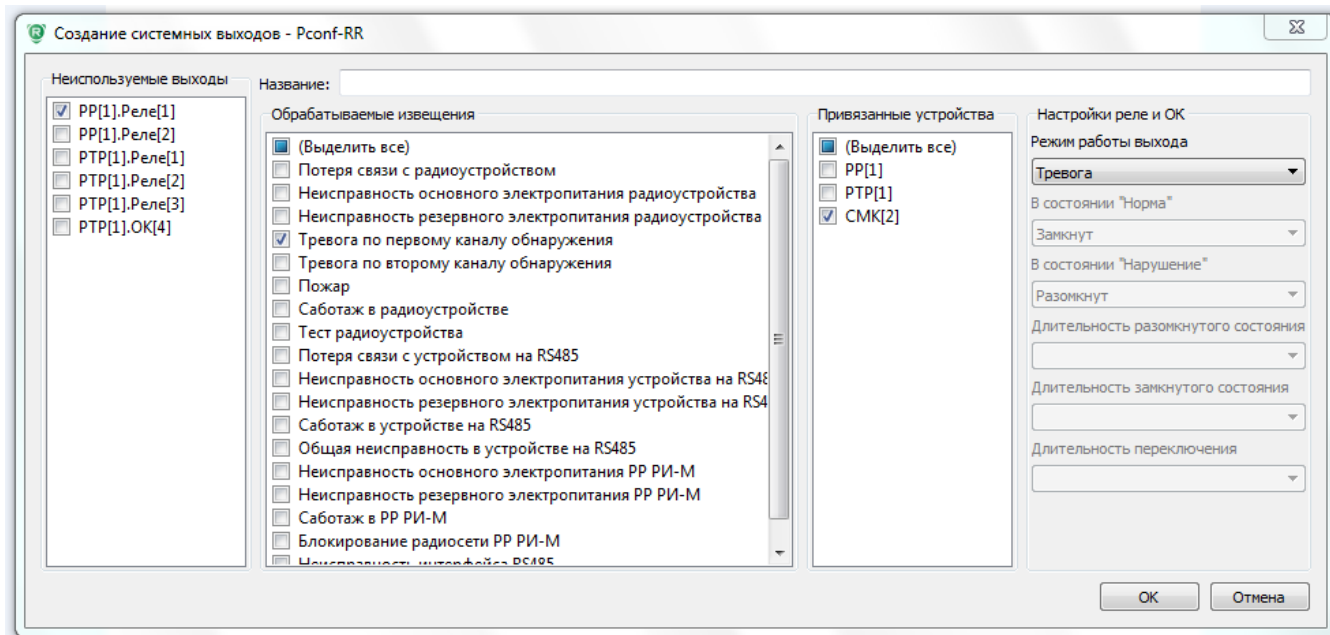 Создание системных выходов - Pconf-RR
Неиспользуемые выходы
РР[1].Реле[1]
РР[1].Реле[2]
РТР[1].Реле[1]
РТР[1].Реле[2]
РТР[1].Реле[3]
РТР[1].ОК[4]
Название:
Обрабатываемые извещения
(Выделить все)
Потеря связи с радиоустройством
Неисправность основного электропитания радиоустройства
Неисправность резервного электропитания радиоустройства
Тревога по первому каналу обнаружения
Тревога по второму каналу обнаружения
Пожар
Саботаж в радиоустройстве
Тест радиоустройства
Потеря связи с устройством на RS485
Неисправность основного электропитания устройства на RS48
Неисправность резервного электропитания устройства на RS4
Саботаж в устройстве на RS485
Общая неисправность в устройстве на RS485
Неисправность основного электропитания РР РИ-М
Неисправность резервного электропитания РР РИ-М
Саботаж в РР РИ-М
Блокирование радиосети РР РИ-М
Неисправность интерфейса RS485
Привязанные устройства
(Выделить все)
РР[1]
РТР[1]
СМК[2]
Настройки реле и ОК
Режим работы выхода
Тревога
В состоянии "Норма"
Замкнут
В состоянии "Нарушение"
Разомкнут
Длительность разомкнутого состояния
Длительность замкнутого состояния
Длительность переключения
ОК
Отмена